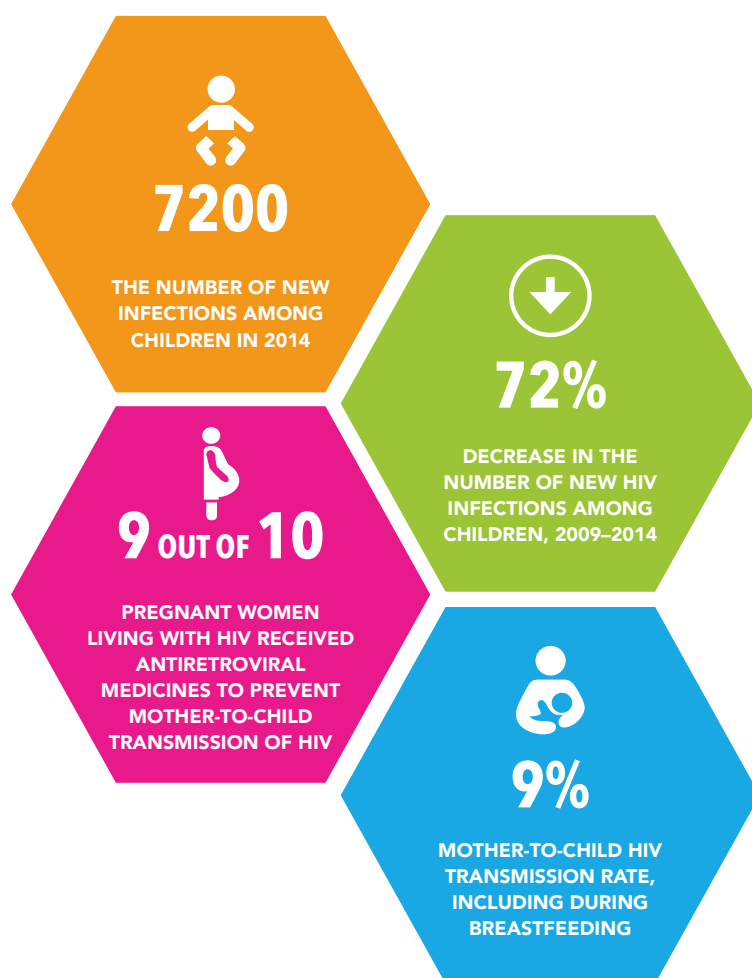 7200
THE NUMBER OF NEW
INFECTIONS AMONG
CHILDREN IN 2014
72%
DECREASE IN THE
NUMBER OF NEW HIV
INFECTIONS AMONG
CHILDREN, 2009–2014
9 OUT OF 10
PREGNANT WOMEN
LIVING WITH HIV RECEIVED
ANTIRETROVIRAL
MEDICINES TO PREVENT
MOTHER-TO-CHILD
TRANSMISSION OF HIV
9%
MOTHER-TO-CHILD HIV
TRANSMISSION RATE,
INCLUDING DURING
BREASTFEEDING